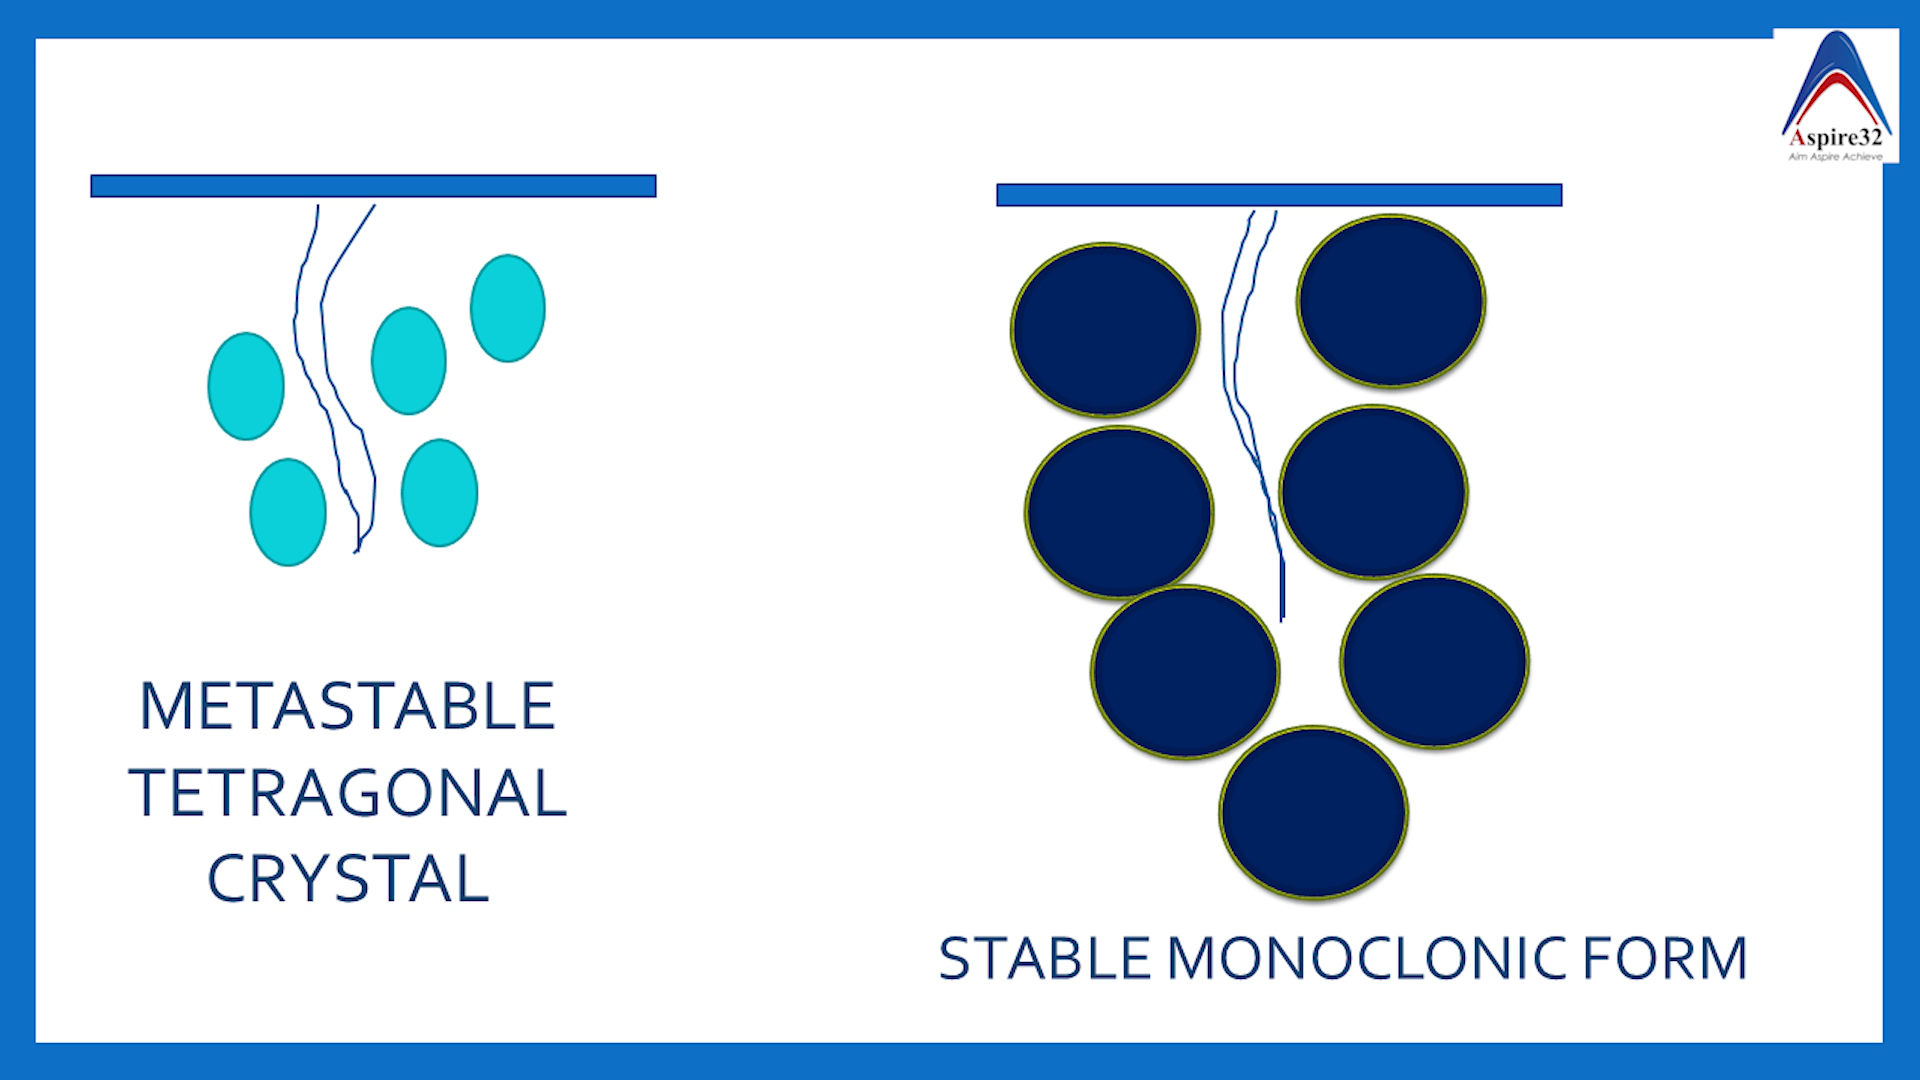 Aspire32
Aim Aspire Achieve
METASTABLE
TETRAGONAL
CRYSTAL
STABLE MONOCLONIC FORM